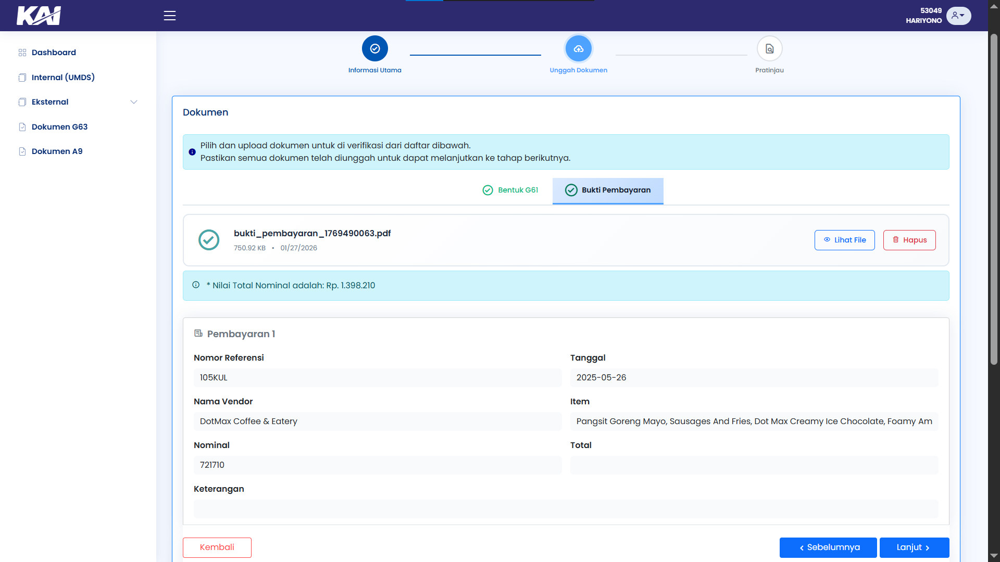 KAI
53049
HARIYONO
Dashboard
Internal (UMDS)
Eksternal
Dokumen G63
Dokumen A9
Informasi Utama
Unggah Dokumen
Pratinjau
Dokumen
Pilih dan upload dokumen untuk di verifikasi dari daftar dibawah.
Pastikan semua dokumen telah diunggah untuk dapat melanjutkan ke tahap berikutnya.
Bentuk G61
Bukti Pembayaran
bukti_pembayaran_1769490063.pdf
750.92 KB • 01/27/2026
Lihat File
Hapus
* Nilai Total Nominal adalah: Rp. 1.398.210
Pembayaran 1
Nomor Referensi
105KUL
Tanggal
2025-05-26
Nama Vendor
DotMax Coffee & Eatery
Item
Pangsit Goreng Mayo, Sausages And Fries, Dot Max Creamy Ice Chocolate, Foamy Am
Nominal
721710
Total
Keterangan
Kembali
‹ Sebelumnya
Lanjut ›